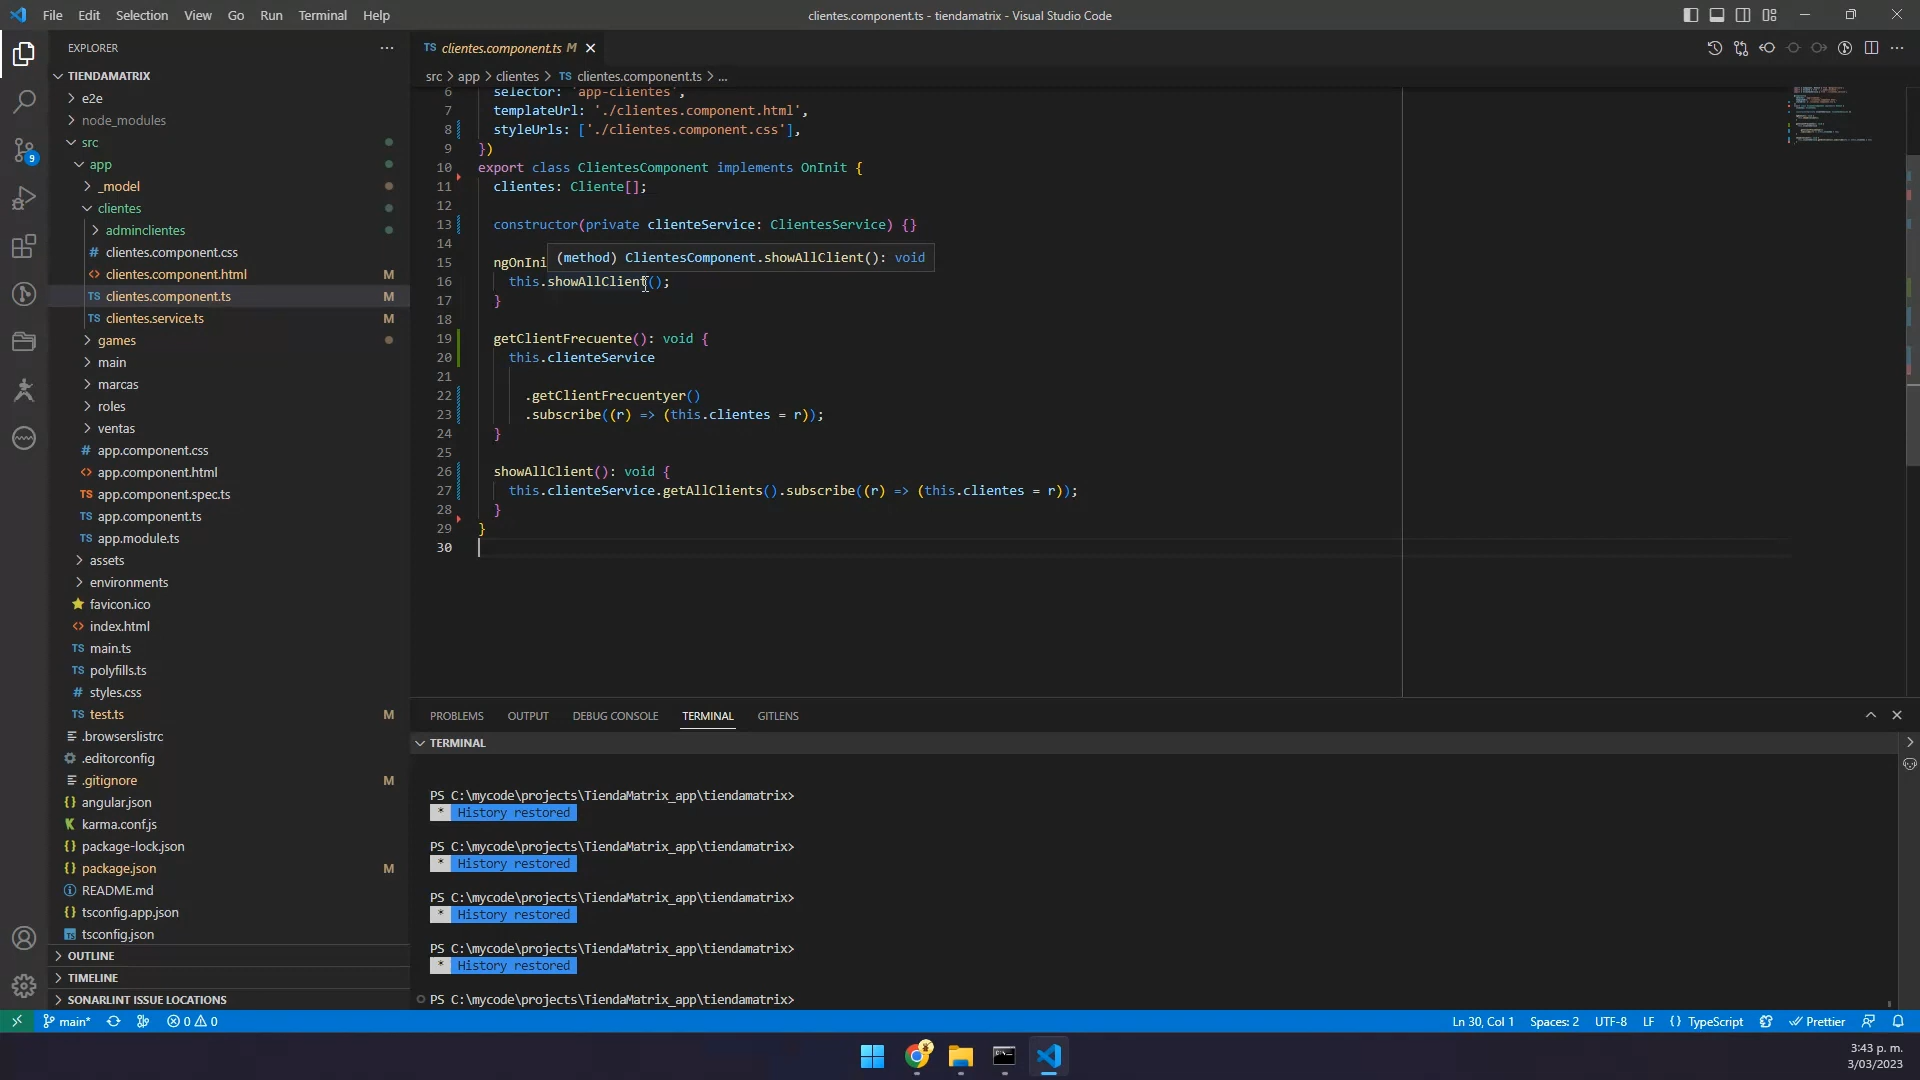 File Edit Selection View Go Run Terminal Help
clientes.component.ts - tiendamatrix - Visual Studio Code
EXPLORER
TIENDAMATRIX
e2e
node_modules
src
app
_model
clientes
adminclientes
# clientes.component.css
<> clientes.component.html M
TS clientes.component.ts M
TS clientes.service.ts M
games
main
marcas
roles
ventas
# app.component.css
<> app.component.html
TS app.component.spec.ts
TS app.component.ts
TS app.module.ts
assets
environments
favicon.ico
<> index.html
TS main.ts
TS polyfills.ts
# styles.css
TS test.ts M
.browserslistrc
.editorconfig
.gitignore M
{} angular.json
karma.conf.js
{} package-lock.json
{} package.json M
README.md
{} tsconfig.app.json
TS tsconfig.json
OUTLINE
TIMELINE
SONARLINT ISSUE LOCATIONS
9
TS clientes.component.ts M
src > app > clientes > TS clientes.component.ts > ...
6 selector: 'app-clientes',
7 templateUrl: './clientes.component.html',
8 styleUrls: ['./clientes.component.css'],
9 })
10 export class ClientesComponent implements OnInit {
11 clientes: Cliente[];
12
13 constructor(private clienteService: ClientesService) {}
14
(method) ClientesComponent.showAllClient(): void
15 ngOnIni
16 this.showAllClient();
17 }
18
19 getClientFrecuente(): void {
20 this.clienteService
21
22 .getClientFrecuentyer()
23 .subscribe((r) => (this.clientes = r));
24 }
25
26 showAllClient(): void {
27 this.clienteService.getAllClients().subscribe((r) => (this.clientes = r));
28 }
29 }
30
PROBLEMS OUTPUT DEBUG CONSOLE TERMINAL GITLENS
TERMINAL
PS C:\mycode\projects\TiendaMatrix_app\tiendamatrix>
* History restored
PS C:\mycode\projects\TiendaMatrix_app\tiendamatrix>
* History restored
PS C:\mycode\projects\TiendaMatrix_app\tiendamatrix>
* History restored
PS C:\mycode\projects\TiendaMatrix_app\tiendamatrix>
* History restored
PS C:\mycode\projects\TiendaMatrix_app\tiendamatrix>
main* 0 0
Ln 30, Col 1 Spaces: 2 UTF-8 LF {} TypeScript Prettier
3:43 p. m.
3/03/2023